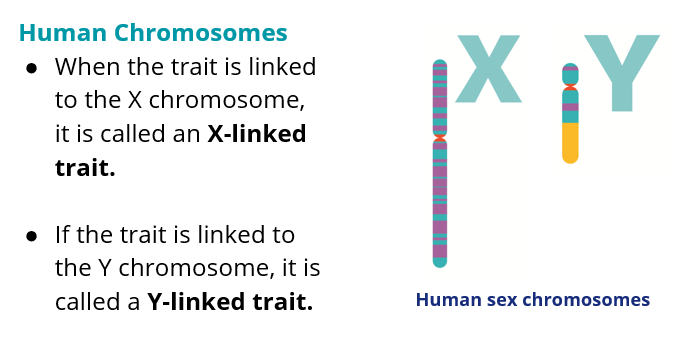 Human Chromosomes
● When the trait is linked
to the X chromosome,
it is called an X-linked
trait.
● If the trait is linked to
the Y chromosome, it is
called a Y-linked trait.
X Y
Human sex chromosomes